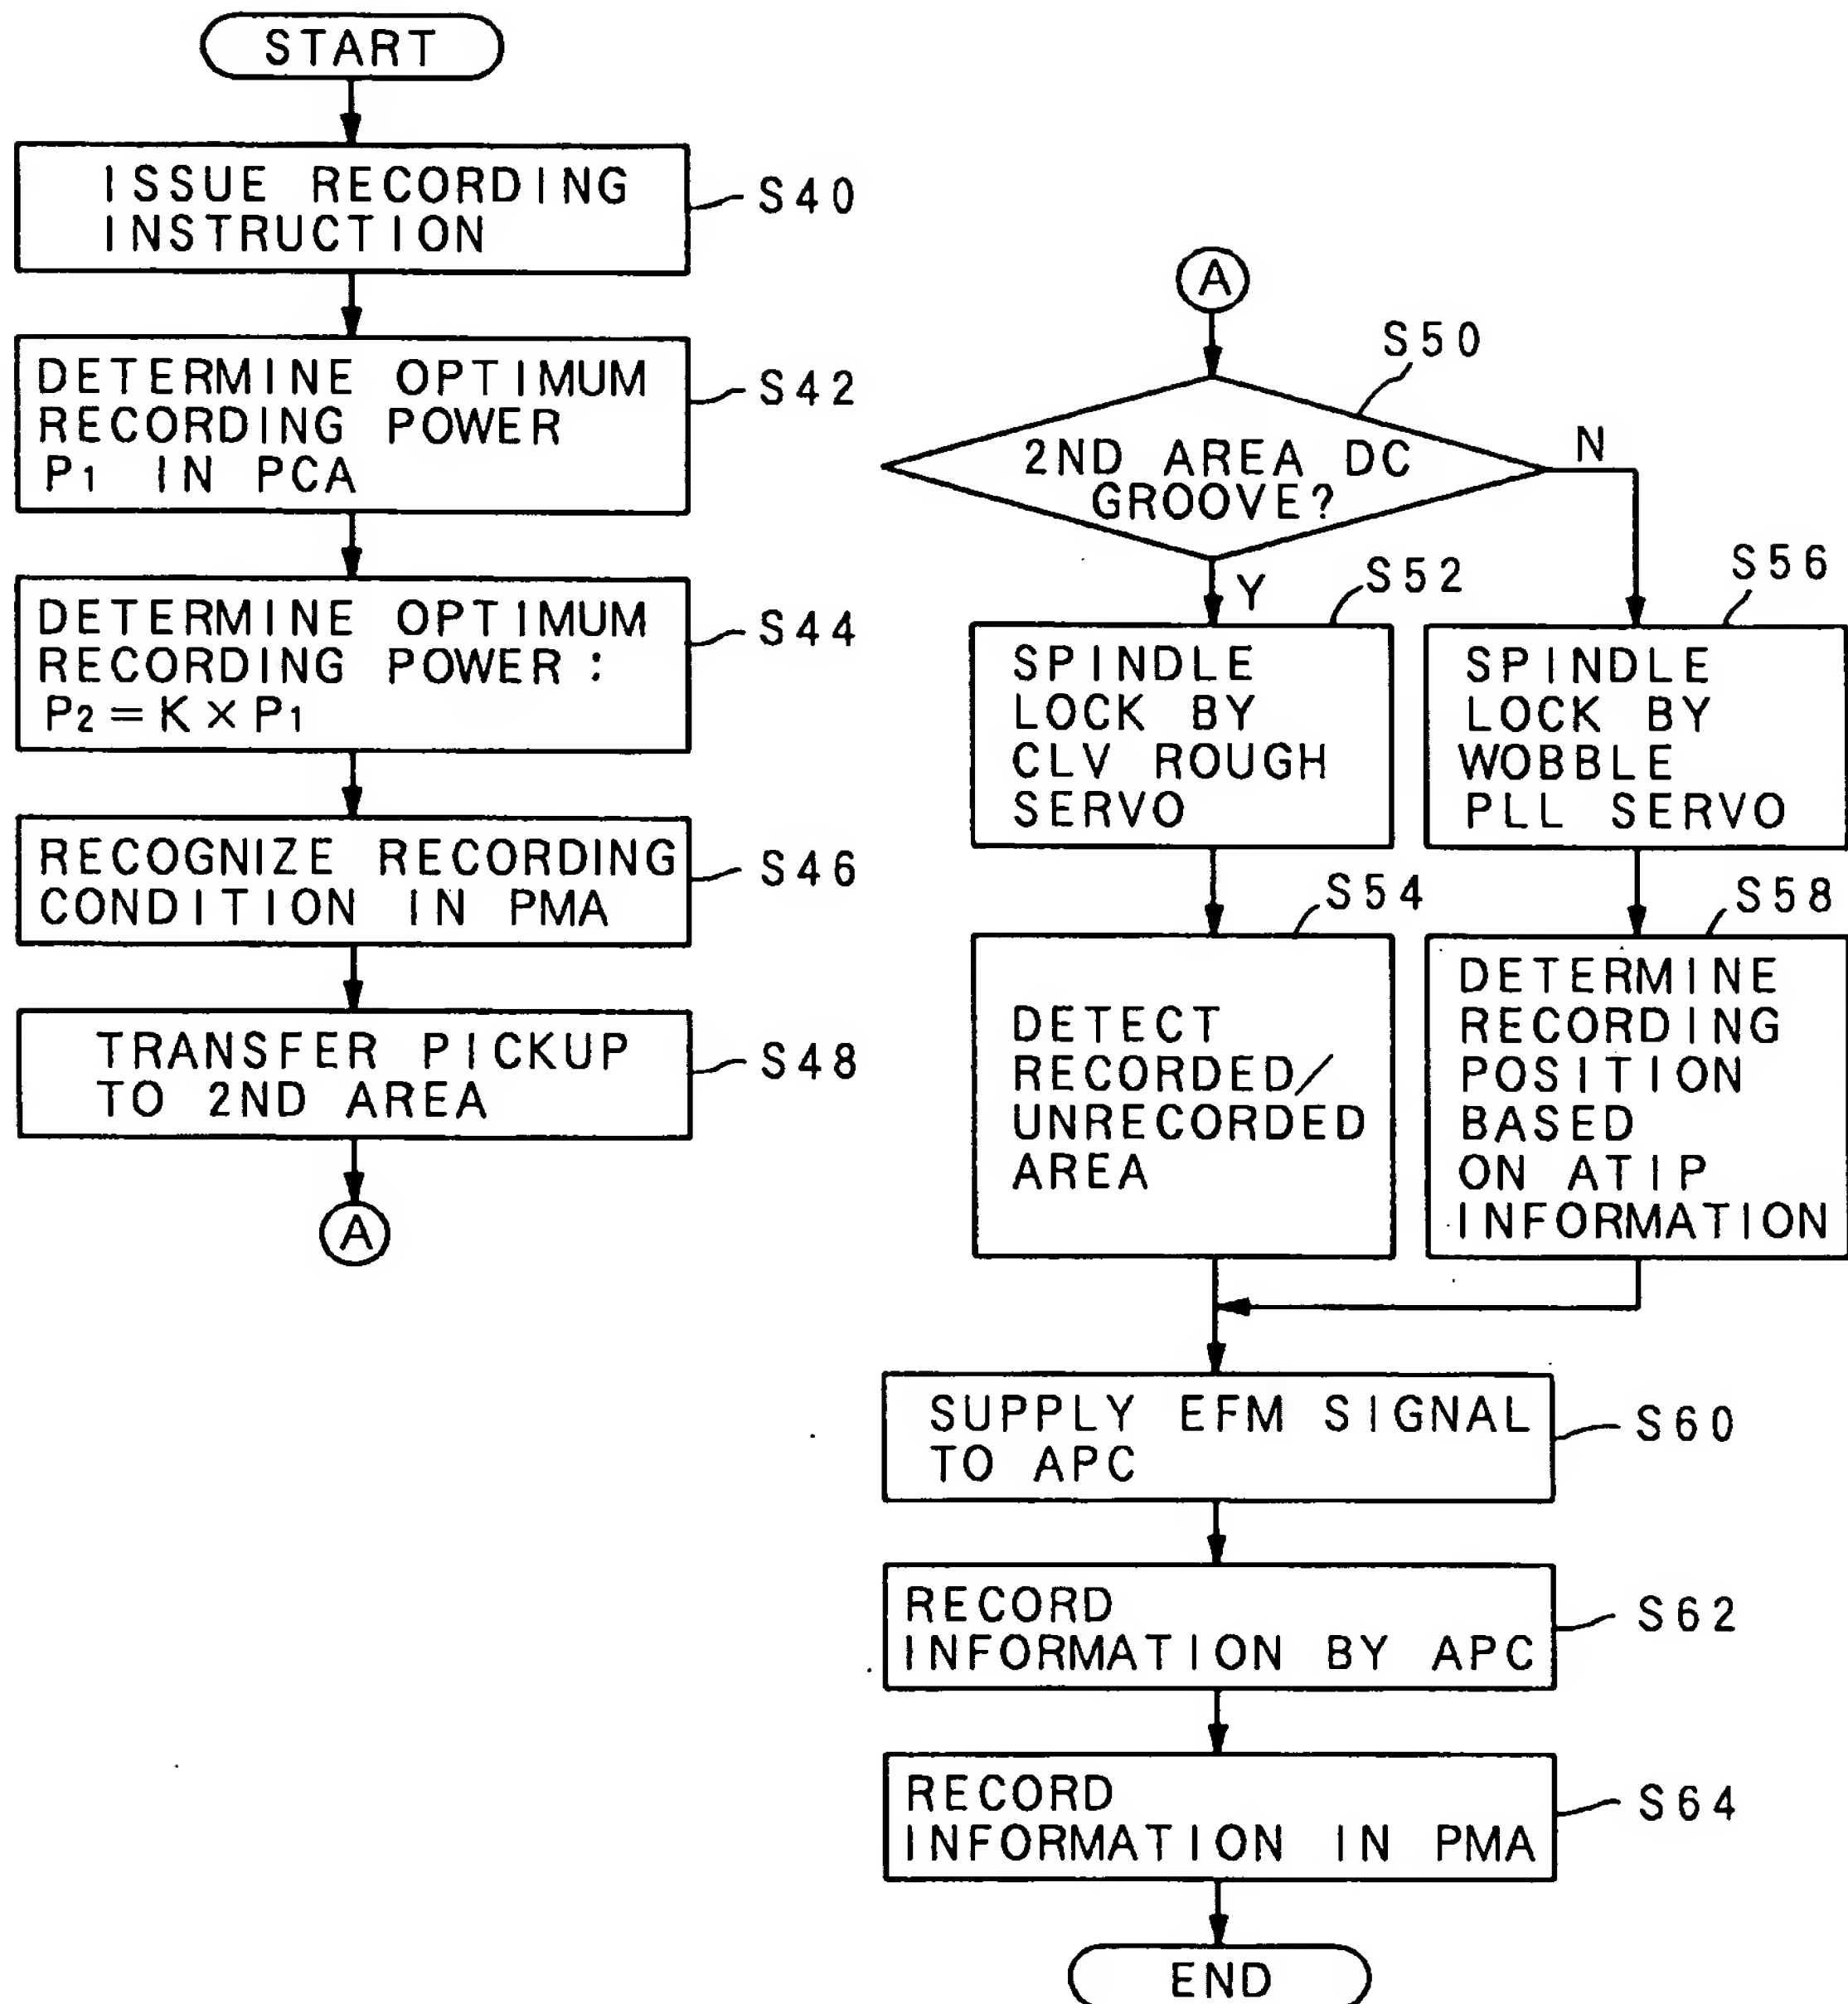 START
ISSUE RECORDING
INSTRUCTION
S40
DETERMINE OPTIMUM
RECORDING POWER
P1 IN PCA
S42
DETERMINE OPTIMUM
RECORDING POWER:
P2=K×P1
S44
RECOGNIZE RECORDING
CONDITION IN PMA
S46
TRANSFER PICKUP
TO 2ND AREA
S48
A
A
S50
2ND AREA DC
GROOVE?
N
Y
S52
SPINDLE
LOCK BY
CLV ROUGH
SERVO
S56
SPINDLE
LOCK BY
WOBBLE
PLL SERVO
S54
DETECT
RECORDED/
UNRECORDED
AREA
S58
DETERMINE
RECORDING
POSITION
BASED
ON ATIP
INFORMATION
SUPPLY EFM SIGNAL
TO APC
S60
RECORD
INFORMATION BY APC
S62
RECORD
INFORMATION IN PMA
S64
END